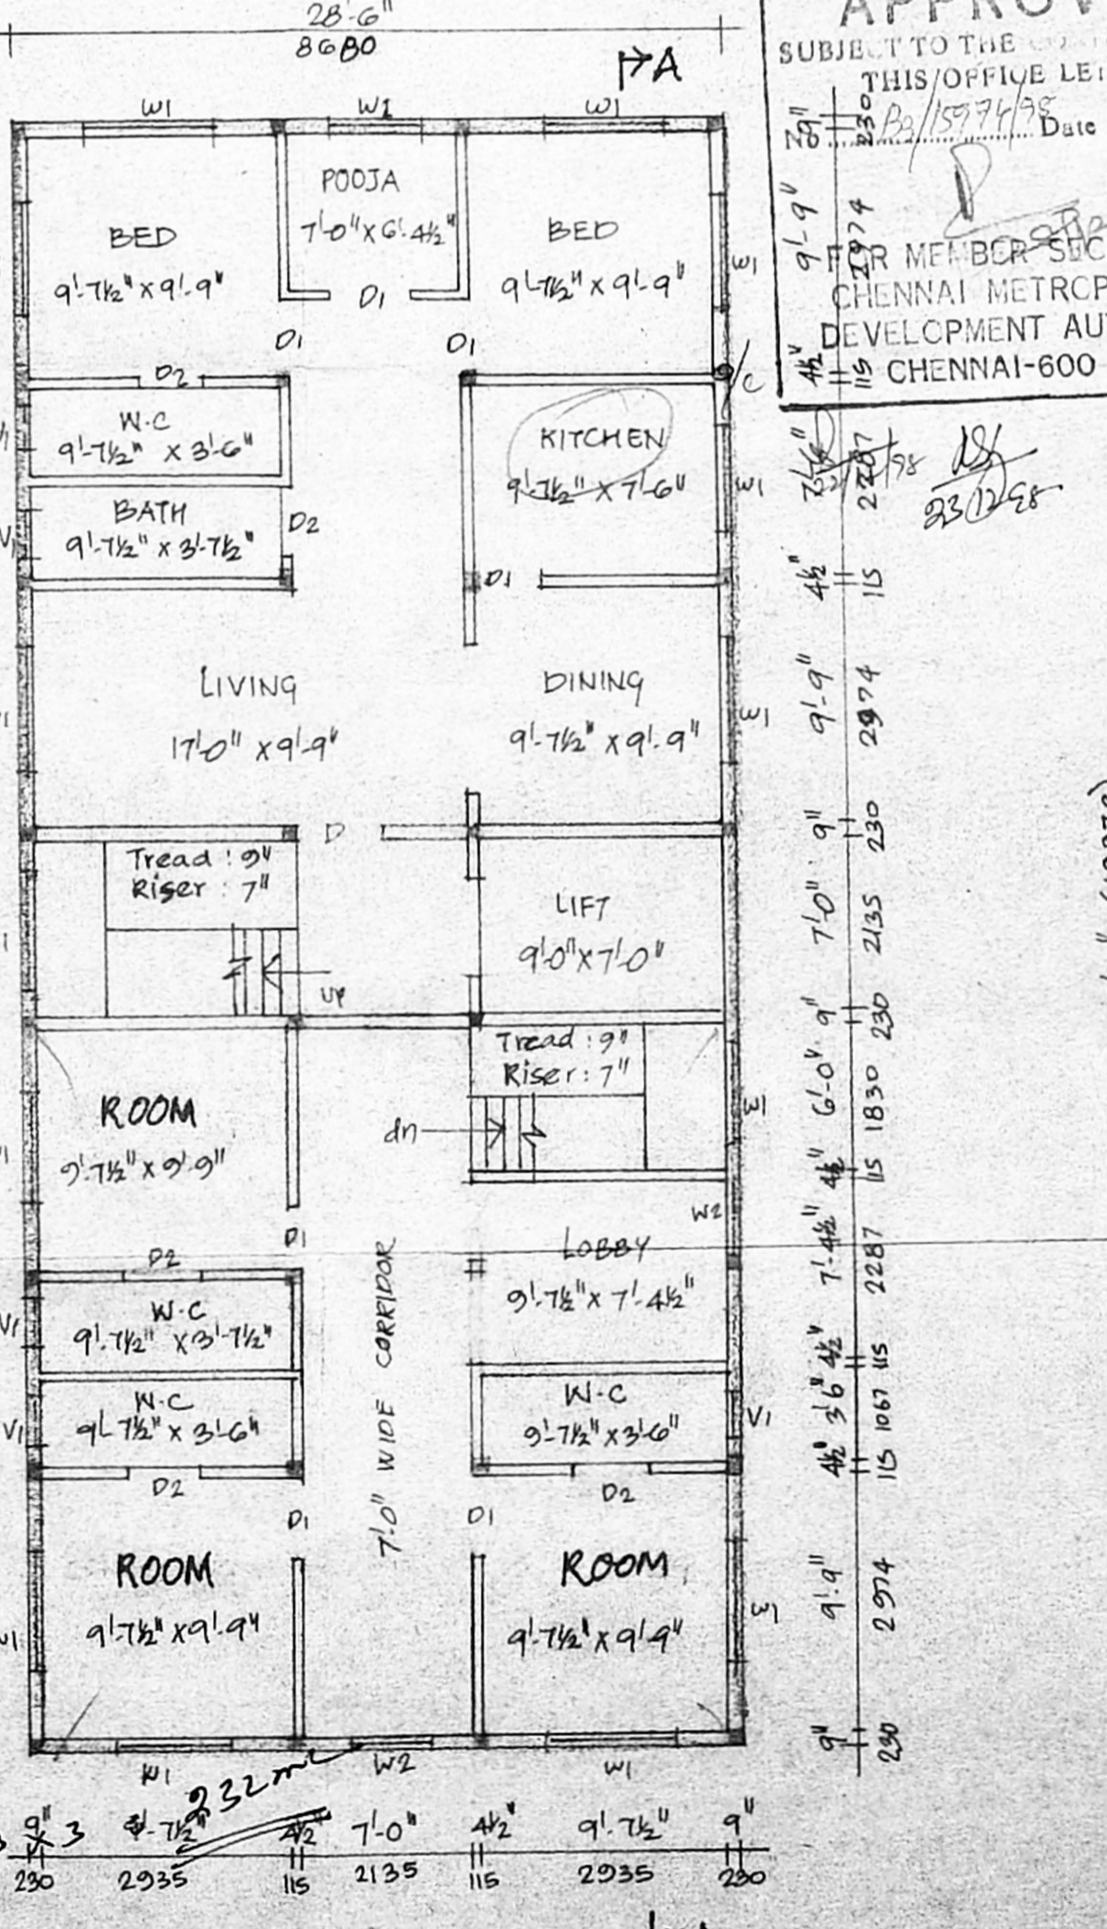 28'-6"
8680
A
SUBJECT TO THE
THIS OFFICE LE
No B2/15974/98 Date
FOR MEMBER SEC
CHENNAI METROP
DEVELOPMENT AU
CHENNAI-600
23/12/98
W1 W2 W1
POOJA
7'-0" X 6'-4½"
BED
9'-7½" X 9'-9"
BED
9'-7½" X 9'-9"
W1
D1
D1 D1
D2
W.C
9'-7½" X 3'-6"
KITCHEN
9'-7½" X 7'-6"
W1
BATH
9'-7½" X 3'-7½"
V1
D2
D1
LIVING
17'-0" X 9'-9"
DINING
9'-7½" X 9'-9"
W1
D
Tread : 9"
Riser : 7"
UP
LIFT
9'-0" X 7'-0"
Tread : 9"
Riser : 7"
dn
W1
ROOM
9'-7½" X 9'-9"
D1
W2
LOBBY
9'-7½" X 7'-4½"
D2
W.C
9'-7½" X 3'-7½"
V1
W.C
9'-7½" X 3'-6"
V1
D2
7'-0" WIDE CORRIDOR
W.C
9'-7½" X 3'-6"
V1
D2
D1 D1
ROOM
9'-7½" X 9'-9"
ROOM
9'-7½" X 9'-9"
W1
W1 W2 W1
9" 230
9'-9" 2974
4½" 115
7'-6" 2287
4½" 115
9'-9" 2974
9" 230
7'-0" 2135
9" 230
6'-0" 1830
4½" 115
7'-4½" 2287
4½" 115
3'6" 1067
4½" 115
9'-9" 2974
9" 230
9" 9'-7½" 4½" 7'-0" 4½" 9'-7½" 9"
230 2935 115 2135 115 2935 230